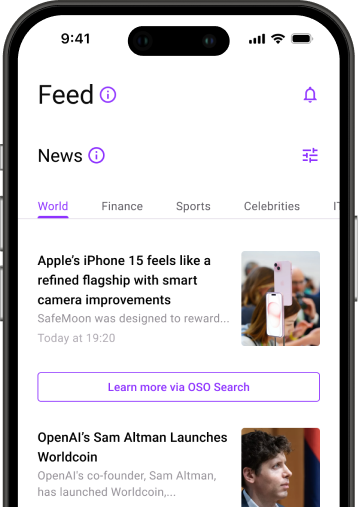 9:41
Feed
News
World Finance Sports Celebrities
Apple's iPhone 15 feels like a
refined flagship with smart
camera improvements
SafeMoon was designed to reward...
Today at 19:20
Learn more via OSO Search
OpenAI's Sam Altman Launches
Worldcoin
OpenAI's co-founder, Sam Altman,
has launched Worldcoin,...